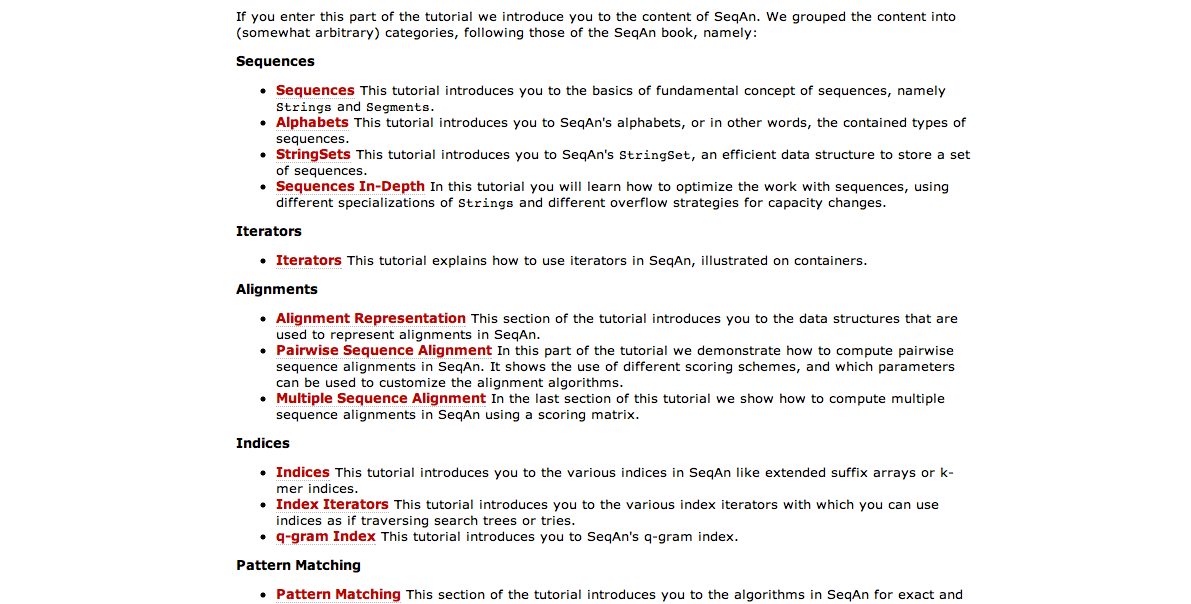 If you enter this part of the tutorial we introduce you to the content of SeqAn. We grouped the content into
(somewhat arbitrary) categories, following those of the SeqAn book, namely:
Sequences
• Sequences This tutorial introduces you to the basics of fundamental concept of sequences, namely
Strings and Segments.
• Alphabets This tutorial introduces you to SeqAn's alphabets, or in other words, the contained types of
sequences.
• StringSets This tutorial introduces you to SeqAn's StringSet, an efficient data structure to store a set
of sequences.
• Sequences In-Depth In this tutorial you will learn how to optimize the work with sequences, using
different specializations of Strings and different overflow strategies for capacity changes.
Iterators
• Iterators This tutorial explains how to use iterators in SeqAn, illustrated on containers.
Alignments
• Alignment Representation This section of the tutorial introduces you to the data structures that are
used to represent alignments in SeqAn.
• Pairwise Sequence Alignment In this part of the tutorial we demonstrate how to compute pairwise
sequence alignments in SeqAn. It shows the use of different scoring schemes, and which parameters
can be used to customize the alignment algorithms.
• Multiple Sequence Alignment In the last section of this tutorial we show how to compute multiple
sequence alignments in SeqAn using a scoring matrix.
Indices
• Indices This tutorial introduces you to the various indices in SeqAn like extended suffix arrays or k-
mer indices.
• Index Iterators This tutorial introduces you to the various index iterators with which you can use
indices as if traversing search trees or tries.
• q-gram Index This tutorial introduces you to SeqAn's q-gram index.
Pattern Matching
• Pattern Matching This section of the tutorial introduces you to the algorithms in SeqAn for exact and